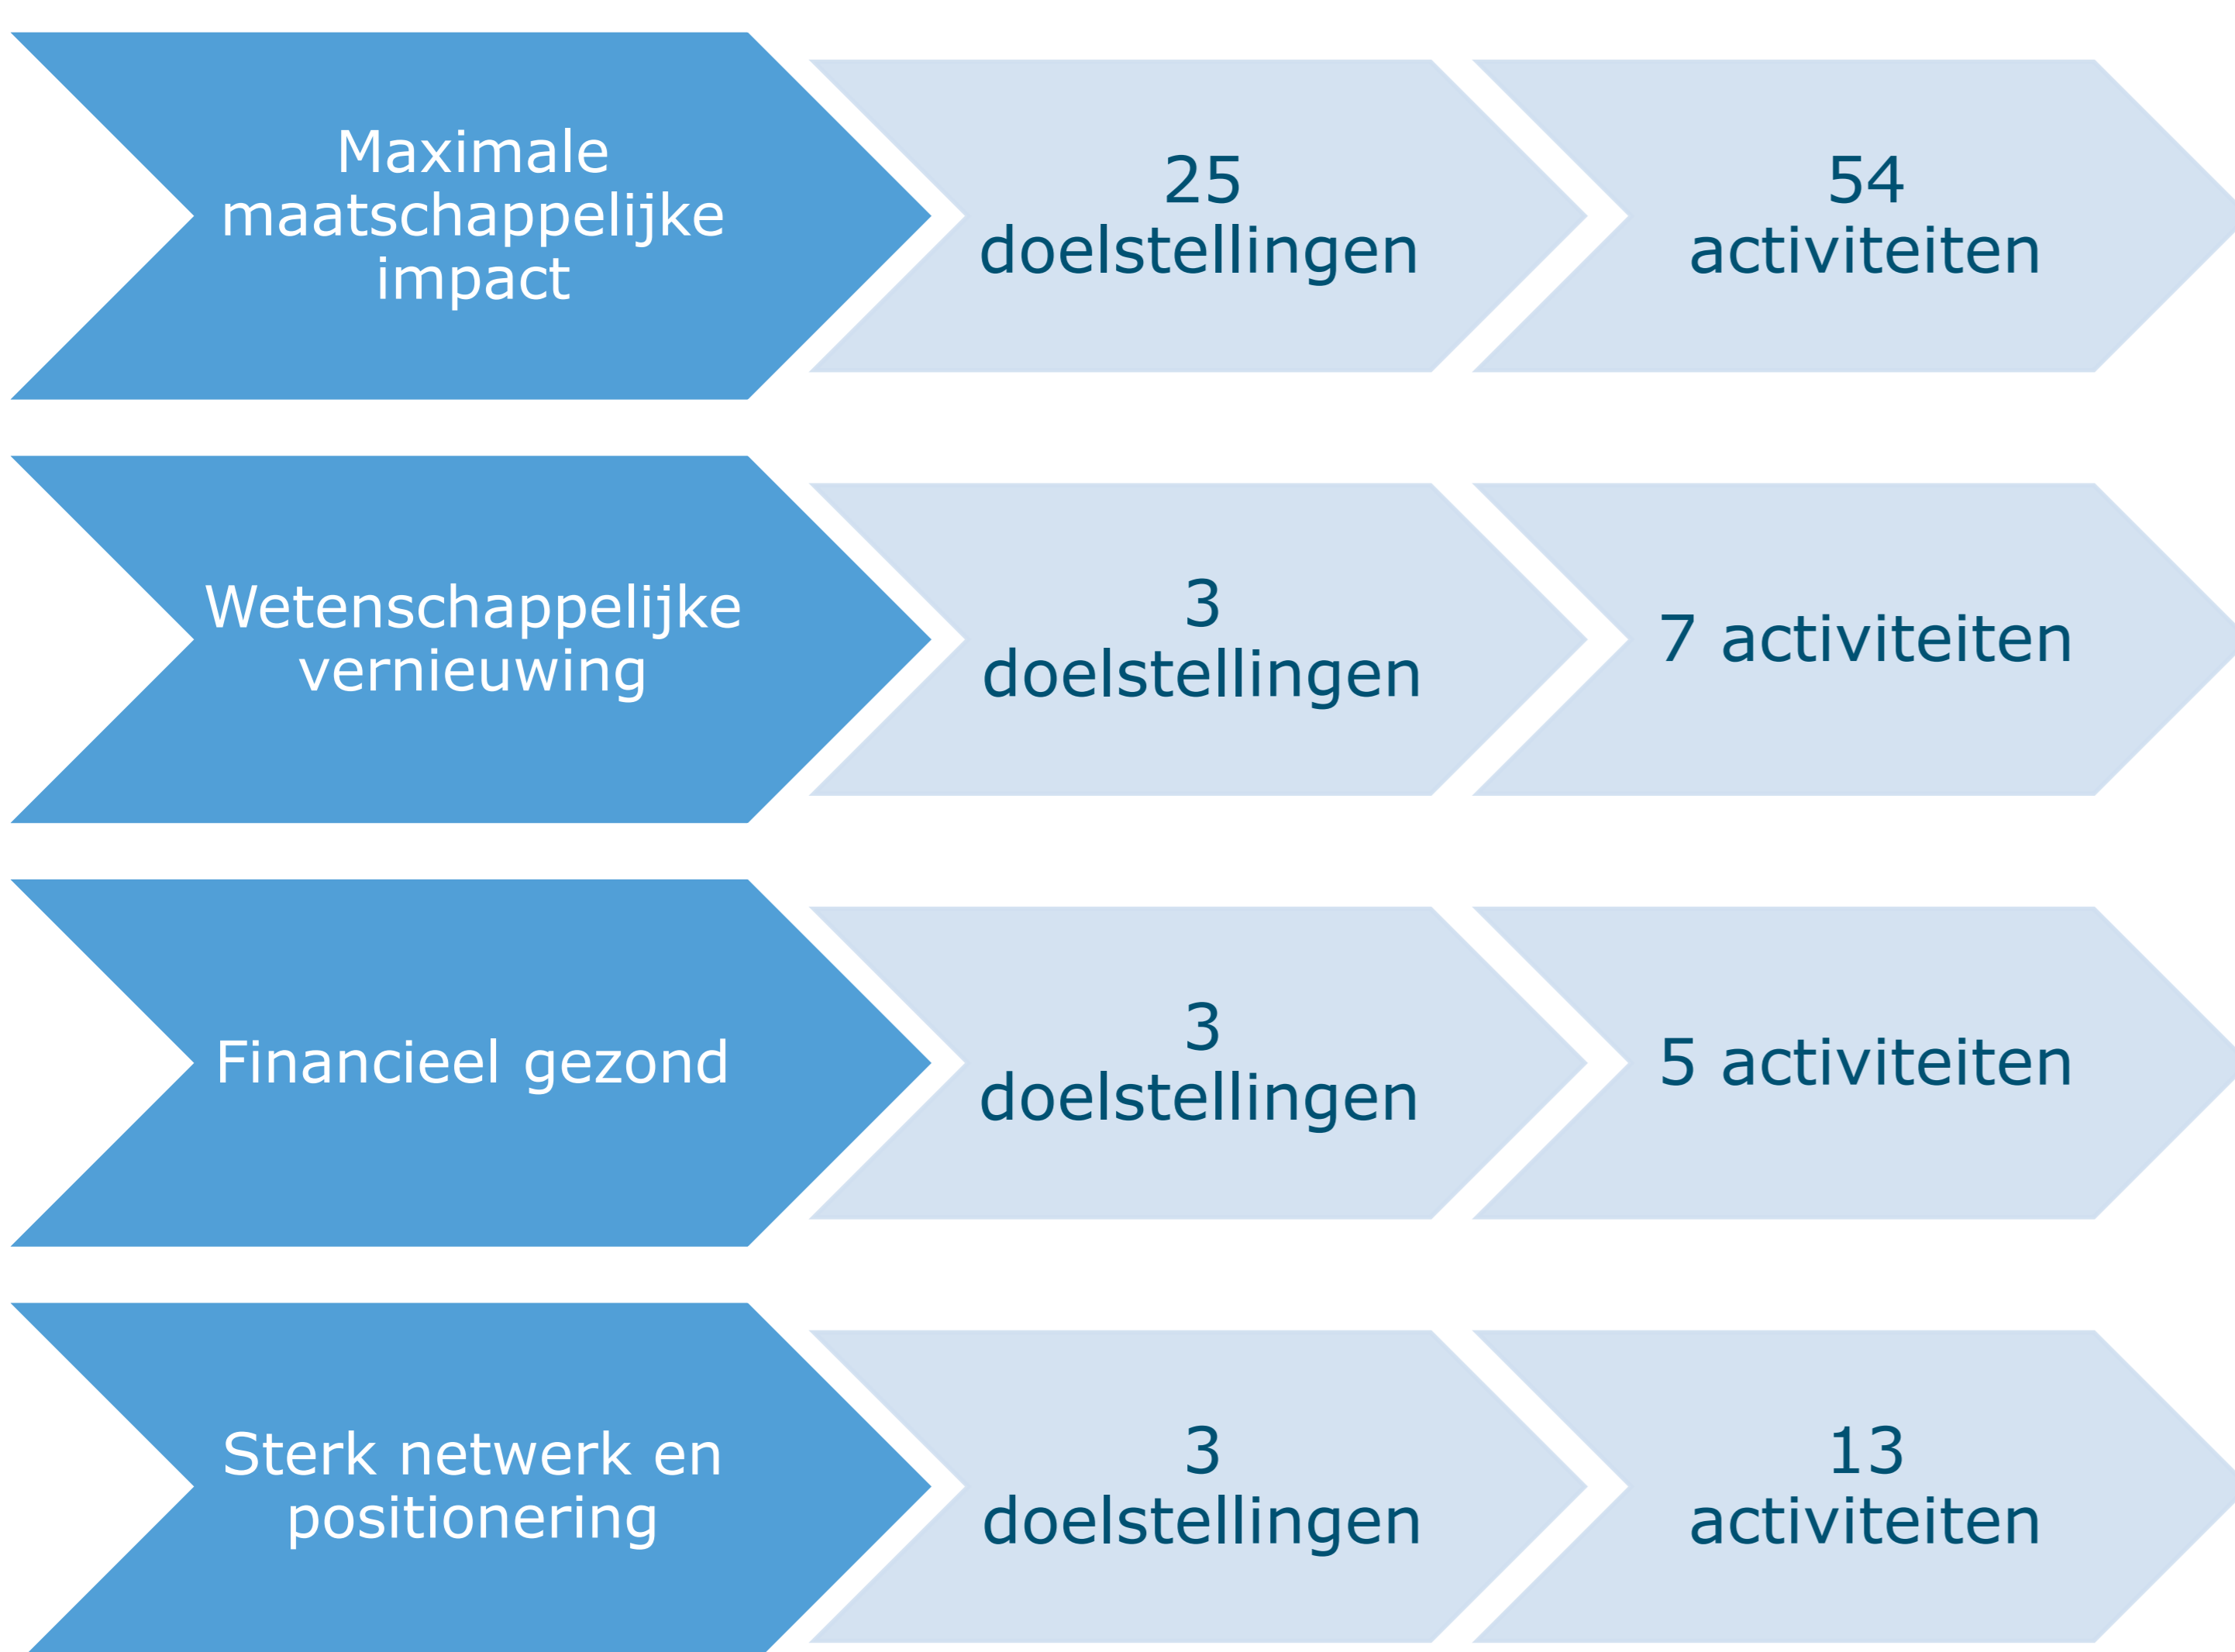 Maximale
maatschappelijke
impact
25
doelstellingen
54
activiteiten
Wetenschappelijke
vernieuwing
3
doelstellingen
7 activiteiten
Financieel gezond
3
doelstellingen
5 activiteiten
Sterk netwerk en
positionering
3
doelstellingen
13
activiteiten